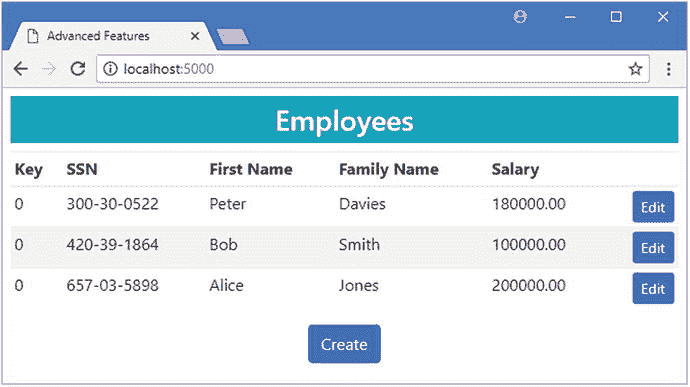 Advanced Features
localhost:5000
Employees
Key SSN First Name Family Name Salary
0 300-30-0522 Peter Davies 180000.00 Edit
0 420-39-1864 Bob Smith 100000.00 Edit
0 657-03-5898 Alice Jones 200000.00 Edit
Create